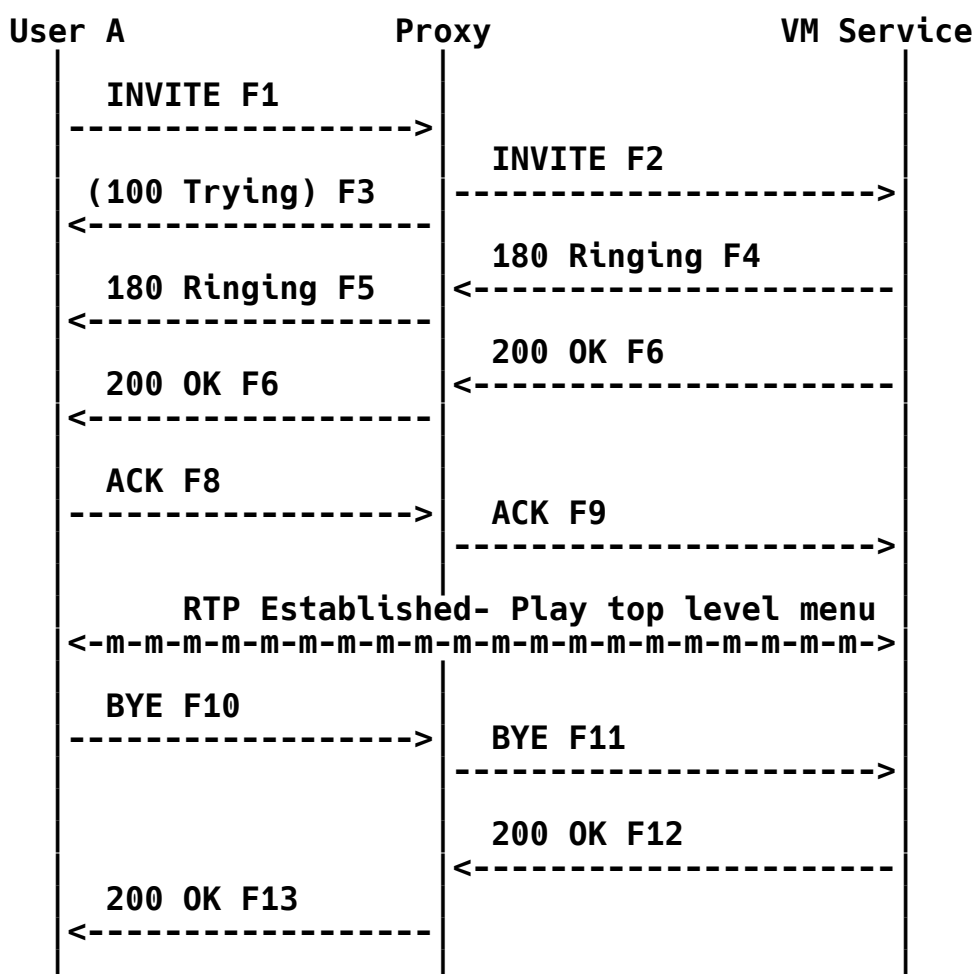 User A Proxy VM Service
INVITE F1
INVITE F2
(100 Trying) F3
180 Ringing F4
180 Ringing F5
200 OK F6
200 OK F6
ACK F8
ACK F9
RTP Established- Play top level menu
<-m-m-m-m-m-m-m-m-m-m-m-m-m-m-m-m-m-m-m-m->
BYE F10
BYE F11
200 OK F12
200 OK F13